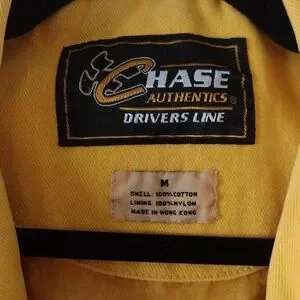 CHASE
AUTHENTICS®
DRIVERS LINE
M
SHELL: 100% COTTON
LINING: 100% NYLON
MADE IN HONG KONG